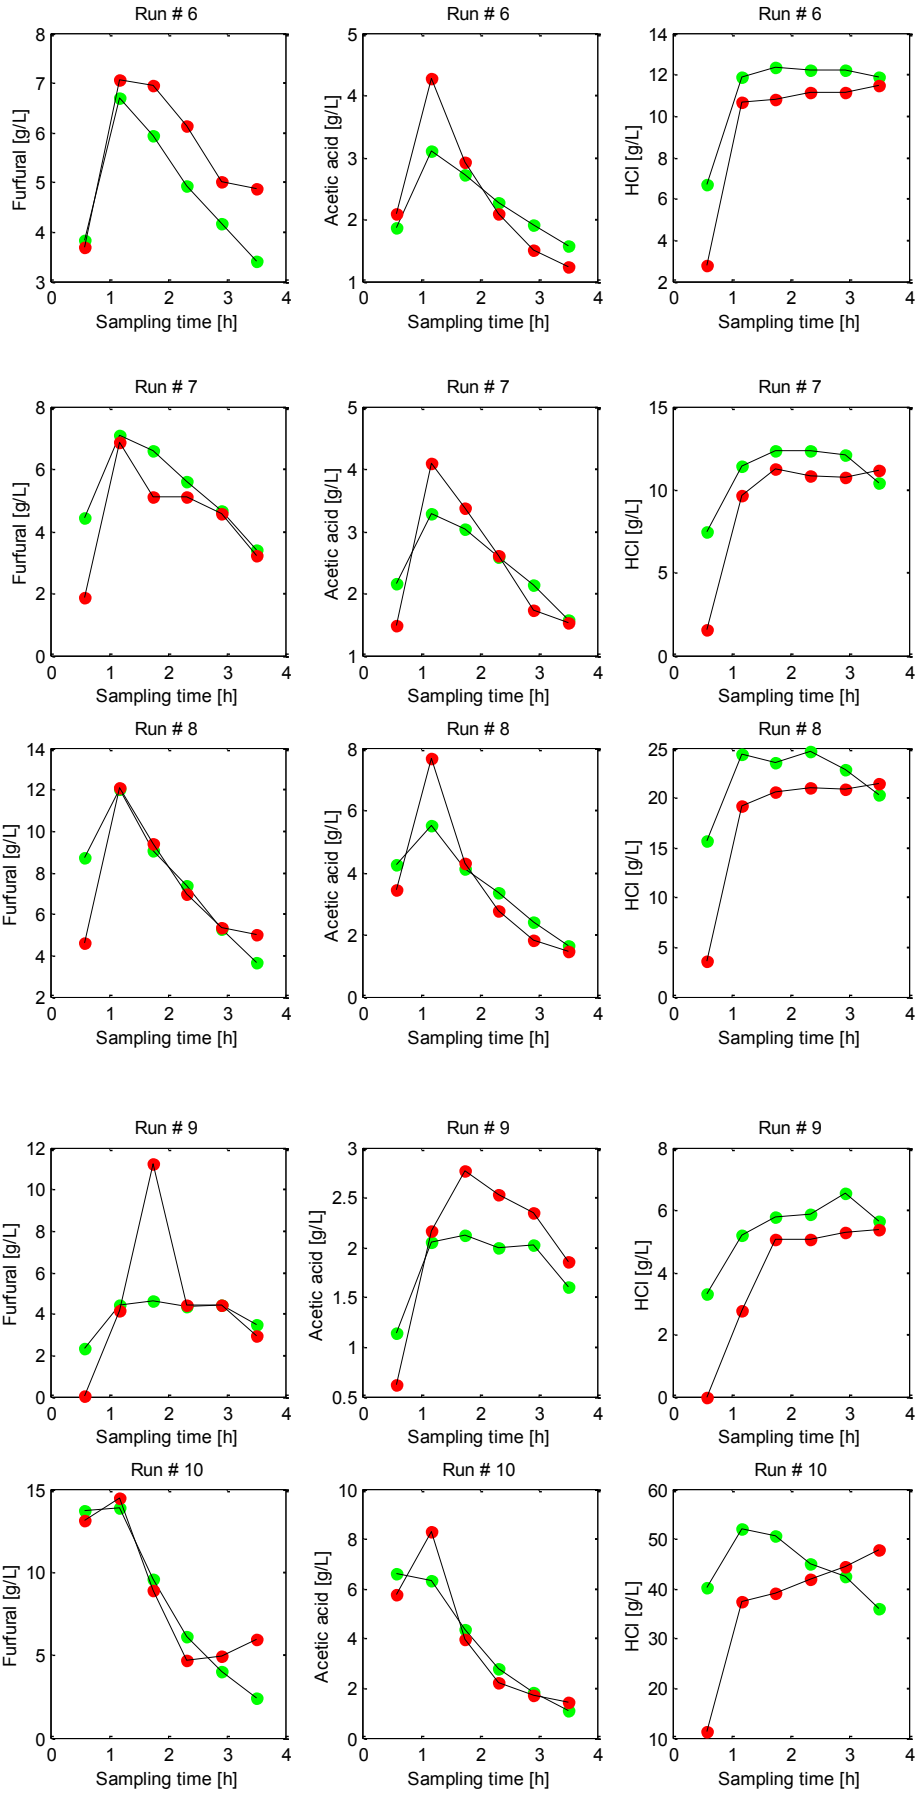 Run # 6
Run # 6
Run # 6
Furfural [g/L]
8
7
6
5
4
3
0 1 2 3 4
Sampling time [h]
Acetic acid [g/L]
5
4
3
2
1
0 1 2 3 4
Sampling time [h]
HCl [g/L]
14
12
10
8
6
4
2
0 1 2 3 4
Sampling time [h]
Run # 7
Run # 7
Run # 7
Furfural [g/L]
8
6
4
2
0
0 1 2 3 4
Sampling time [h]
Acetic acid [g/L]
5
4
3
2
1
0 1 2 3 4
Sampling time [h]
HCl [g/L]
15
10
5
0
0 1 2 3 4
Sampling time [h]
Run # 8
Run # 8
Run # 8
Furfural [g/L]
14
12
10
8
6
4
2
0 1 2 3 4
Sampling time [h]
Acetic acid [g/L]
8
6
4
2
0
0 1 2 3 4
Sampling time [h]
HCl [g/L]
25
20
15
10
5
0
0 1 2 3 4
Sampling time [h]
Run # 9
Run # 9
Run # 9
Furfural [g/L]
12
10
8
6
4
2
0
0 1 2 3 4
Sampling time [h]
Acetic acid [g/L]
3
2.5
2
1.5
1
0.5
0 1 2 3 4
Sampling time [h]
HCl [g/L]
8
6
4
2
0
0 1 2 3 4
Sampling time [h]
Run # 10
Run # 10
Run # 10
Furfural [g/L]
15
10
5
0
0 1 2 3 4
Sampling time [h]
Acetic acid [g/L]
10
8
6
4
2
0
0 1 2 3 4
Sampling time [h]
HCl [g/L]
60
50
40
30
20
10
0 1 2 3 4
Sampling time [h]